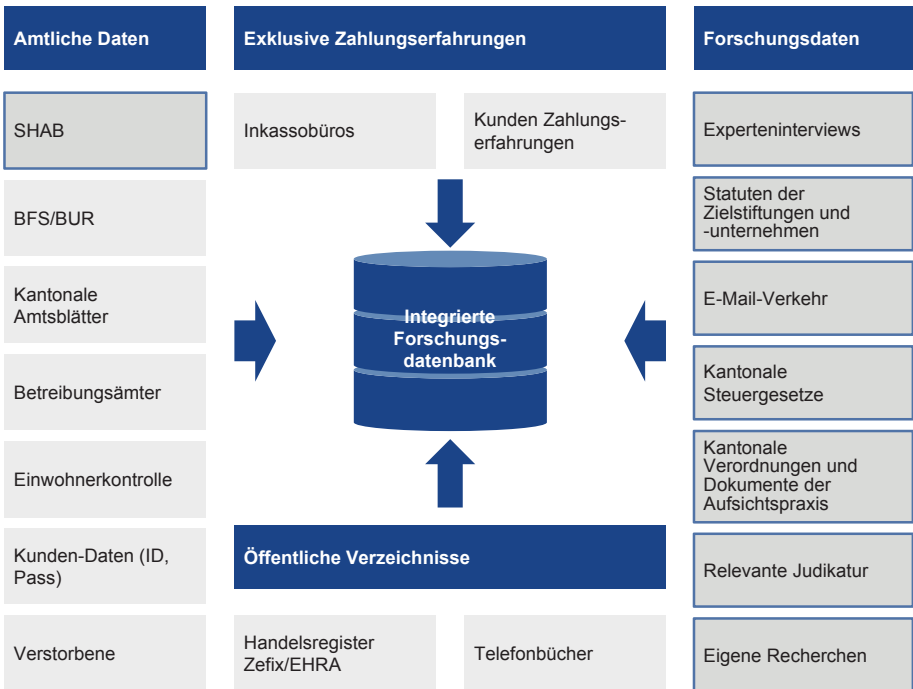 Amtliche Daten
SHAB
BFS/BUR
Kantonale
Amtsblätter
Betreibungsämter
Einwohnerkontrolle
Kunden-Daten (ID,
Pass)
Verstorbene
Exklusive Zahlungserfahrungen
Inkassobüros
Kunden Zahlungs-
erfahrungen
Integrierte
Forschungs-
datenbank
Öffentliche Verzeichnisse
Handelsregister
Zefix/EHRA
Telefonbücher
Forschungsdaten
Experteninterviews
Statuten der
Zielstiftungen und
-unternehmen
E-Mail-Verkehr
Kantonale
Steuergesetze
Kantonale
Verordnungen und
Dokumente der
Aufsichtspraxis
Relevante Judikatur
Eigene Recherchen